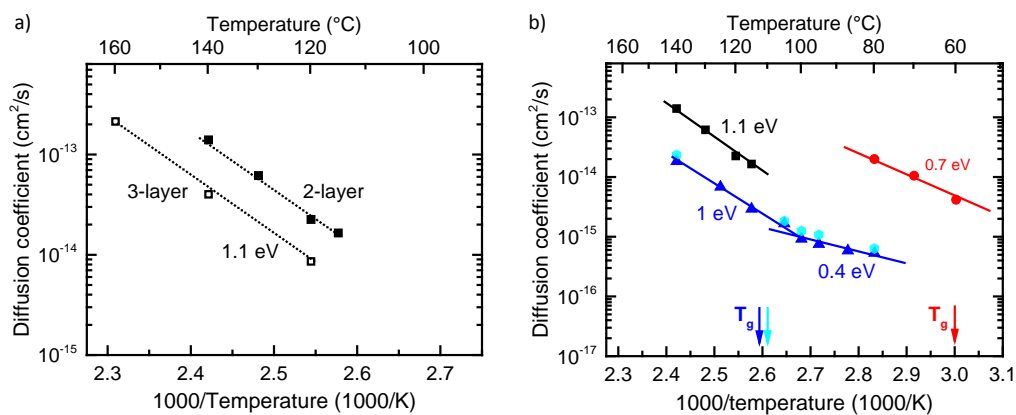 a)
Temperature (°C)
160 140 120 100
Diffusion coefficient (cm²/s)
10⁻¹³
10⁻¹⁴
10⁻¹⁵
3-layer
2-layer
1.1 eV
2.3 2.4 2.5 2.6 2.7
1000/Temperature (1000/K)
b)
Temperature (°C)
160 140 120 100 80 60
Diffusion coefficient (cm²/s)
10⁻¹³
10⁻¹⁴
10⁻¹⁵
10⁻¹⁶
10⁻¹⁷
1.1 eV
0.7 eV
1 eV
0.4 eV
Tg
Tg
2.3 2.4 2.5 2.6 2.7 2.8 2.9 3.0 3.1
1000/temperature (1000/K)